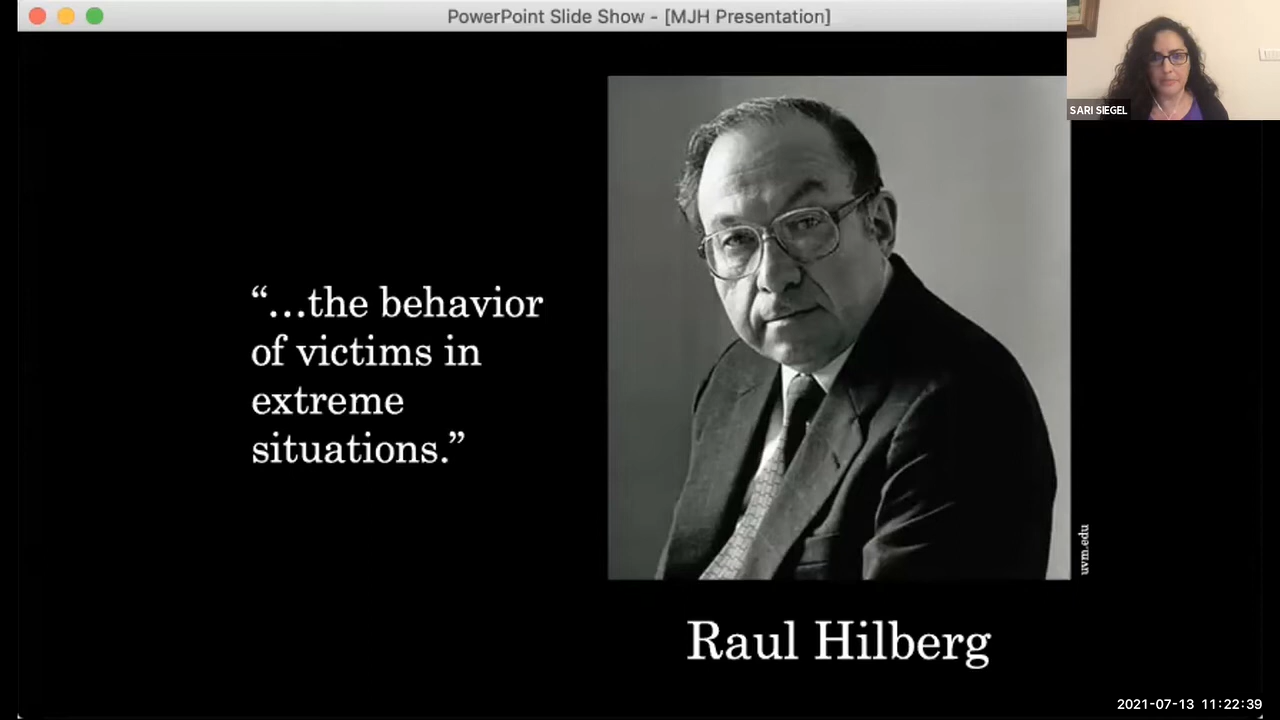 PowerPoint Slide Show - [MJH Presentation]
SARI SIEGEL
“...the behavior
of victims in
extreme
situations.”
uvm.edu
Raul Hilberg
2021-07-13 11:22:39